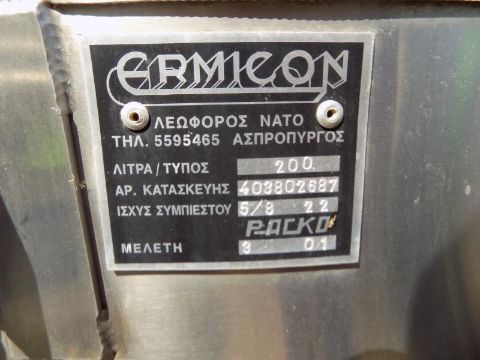 ERMICON
ΛΕΩΦΟΡΟΣ ΝΑΤΟ
ΤΗΛ. 5595465 ΑΣΠΡΟΠΥΡΓΟΣ
ΛΙΤΡΑ/ΤΥΠΟΣ 200
ΑΡ. ΚΑΤΑΣΚΕΥΗΣ 403802687
ΙΣΧΥΣ ΣΥΜΠΙΕΣΤΟΥ 5/8 22
PACKO
ΜΕΛΕΤΗ 3 01